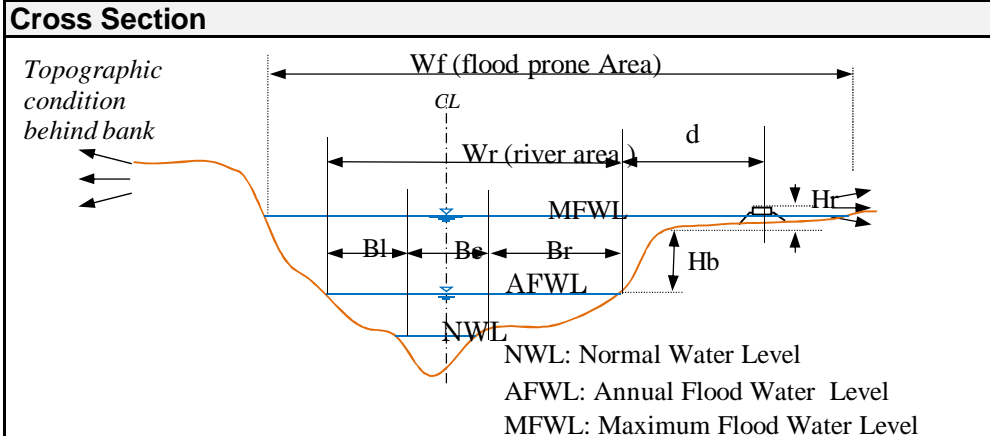 Cross Section
Topographic
condition
behind bank
Wf (flood prone Area)
CL
d
Wr (river area )
Hr
MFWL
Bl
Bc
Br
Hb
AFWL
NWL
NWL: Normal Water Level
AFWL: Annual Flood Water Level
MFWL: Maximum Flood Water Level